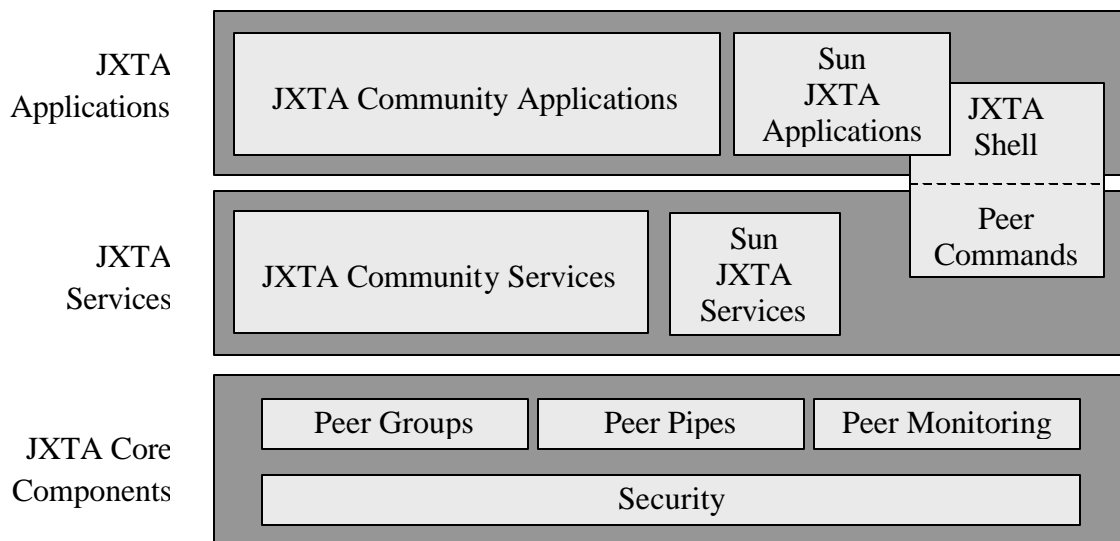 JXTA
Applications
JXTA Community Applications
Sun
JXTA
Applications
JXTA
Shell
JXTA
Services
JXTA Community Services
Sun
JXTA
Services
Peer
Commands
JXTA Core
Components
Peer Groups
Peer Pipes
Peer Monitoring
Security